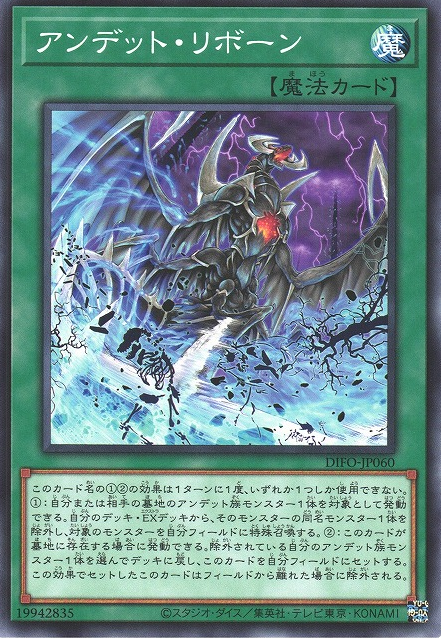 アンデット・リボーン
魔
【魔法カード】
DIFO-JP060
このカード名の①②の効果は1ターンに1度、いずれか1つしか使用できない。
①:自分または相手の墓地のアンデット族モンスター1体を対象として発動
できる。自分のデッキ・EXデッキから、そのモンスターの同名モンスター1体を
除外し、対象のモンスターを自分フィールドに特殊召喚する。②:このカードが
墓地に存在する場合に発動できる。除外されている自分のアンデット族モン
スター1体を選んでデッキに戻し、このカードを自分フィールドにセットする。
この効果でセットしたこのカードはフィールドから離れた場合に除外される。
19942835
©スタジオ・ダイス／集英社・テレビ東京・KONAMI